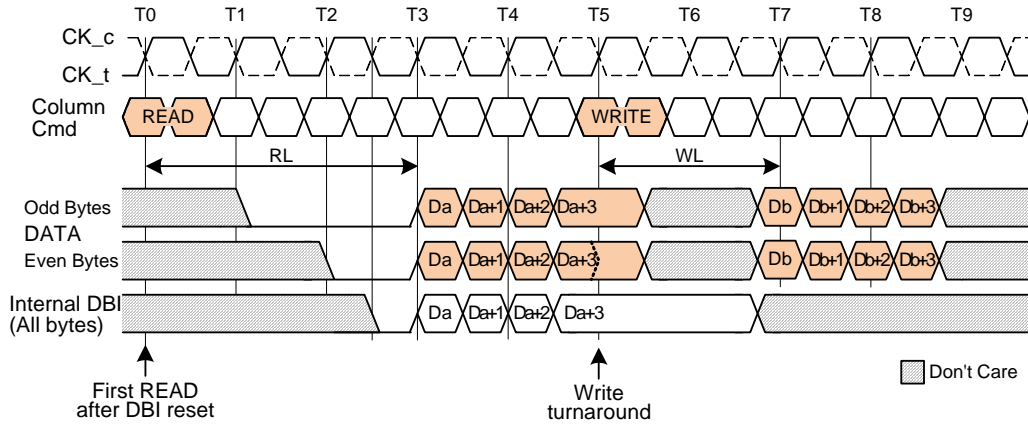 T0 T1 T2 T3 T4 T5 T6 T7 T8 T9
CK_c
CK_t
Column
Cmd
READ WRITE
RL WL
Odd Bytes Da Da+1 Da+2 Da+3 Db Db+1 Db+2 Db+3
DATA
Even Bytes Da Da+1 Da+2 Da+3 Db Db+1 Db+2 Db+3
Internal DBI
(All bytes)
Da Da+1 Da+2 Da+3
First READ
after DBI reset
Write
turnaround
Don't Care